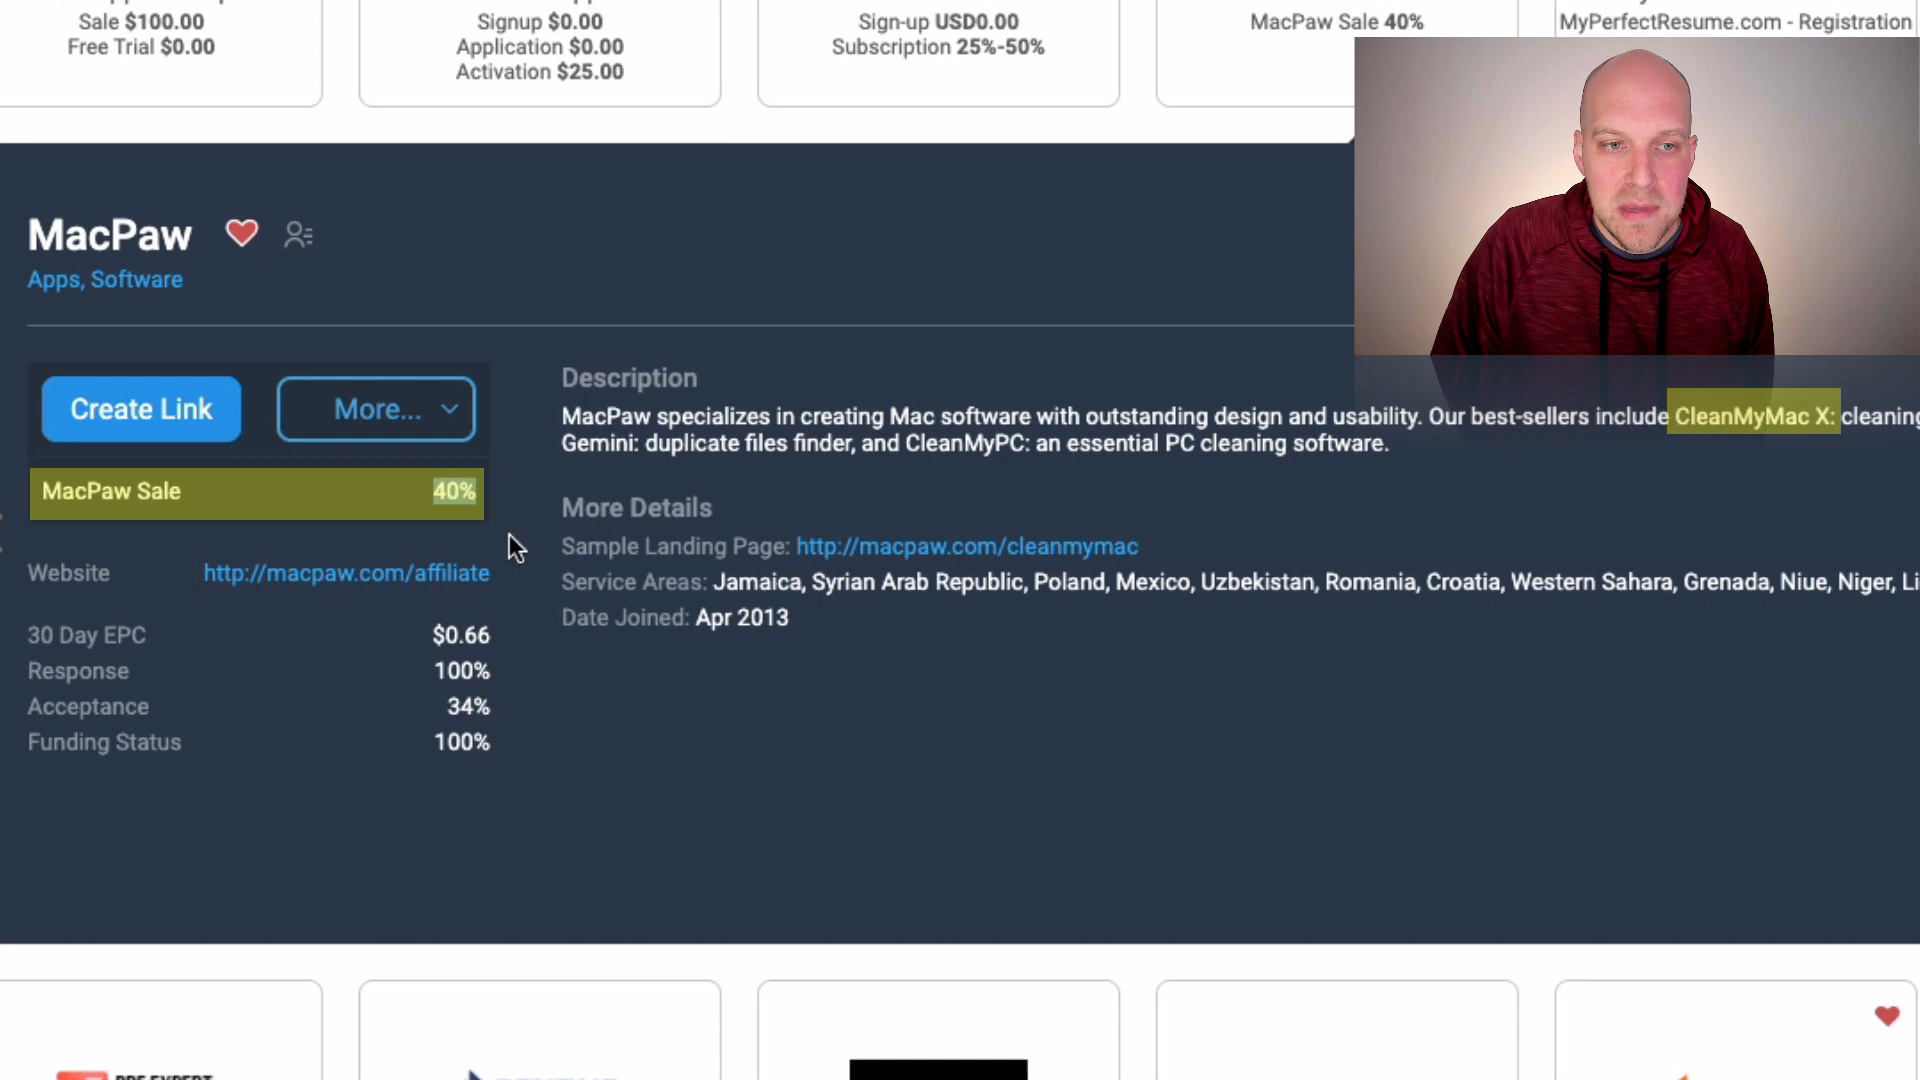 Sale $100.00
Free Trial $0.00
Signup $0.00
Application $0.00
Activation $25.00
Sign-up USD0.00
Subscription 25%-50%
MacPaw Sale 40%
MyPerfectResume.com - Registration
MacPaw
Apps, Software
Create Link
More...
MacPaw Sale 40%
Website http://macpaw.com/affiliate
30 Day EPC $0.66
Response 100%
Acceptance 34%
Funding Status 100%
Description
MacPaw specializes in creating Mac software with outstanding design and usability. Our best-sellers include CleanMyMac X: cleaning
Gemini: duplicate files finder, and CleanMyPC: an essential PC cleaning software.
More Details
Sample Landing Page: http://macpaw.com/cleanmymac
Service Areas: Jamaica, Syrian Arab Republic, Poland, Mexico, Uzbekistan, Romania, Croatia, Western Sahara, Grenada, Niue, Niger, Li
Date Joined: Apr 2013